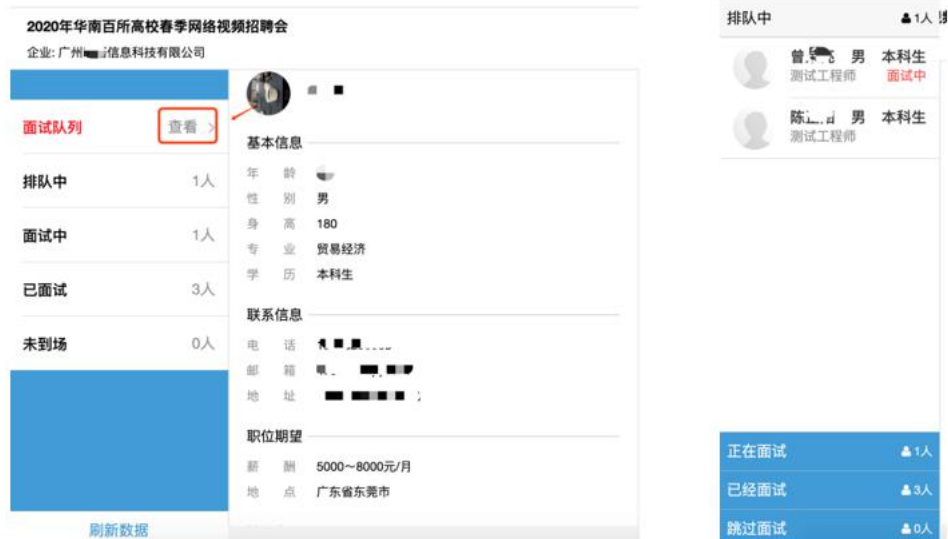 2020年华南百所高校春季网络视频招聘会
企业: 广州 信息科技有限公司
面试队列 查看 >
排队中 1人
面试中 1人
已面试 3人
未到场 0人
刷新数据
基本信息
年 龄
性 别 男
身 高 180
专 业 贸易经济
学 历 本科生
联系信息
电 话
邮 箱
地 址
职位期望
薪 酬 5000~8000元/月
地 点 广东省东莞市
排队中 1人
曾 男 本科生
测试工程师 面试中
陈 男 本科生
测试工程师
正在面试 1人
已经面试 3人
跳过面试 0人